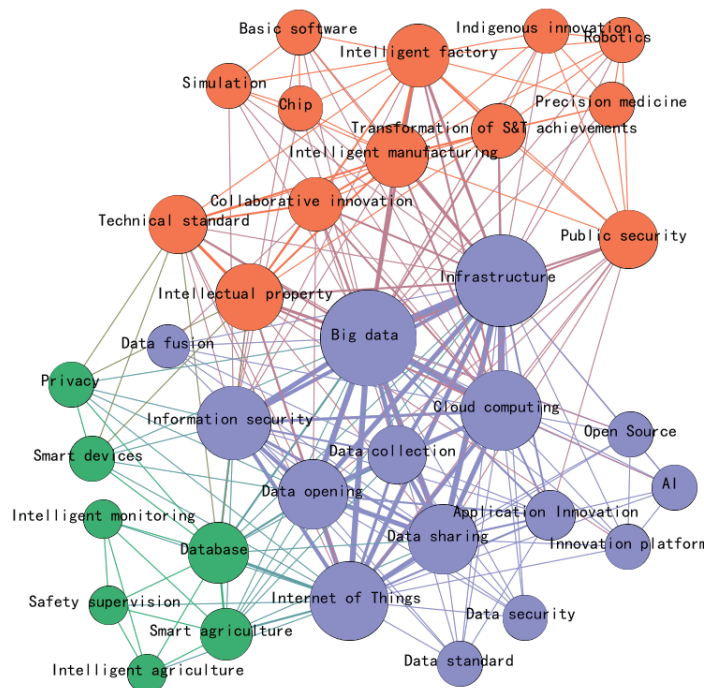 Basic software
Indigenous innovation
Robotics
Intelligent factory
Simulation
Chip
Precision medicine
Transformation of S&T achievements
Intelligent manufacturing
Collaborative innovation
Technical standard
Public security
Infrastructure
Intellectual property
Big data
Data fusion
Privacy
Information security
Cloud computing
Open Source
Smart devices
Data collection
AI
Data opening
Intelligent monitoring
Application Innovation
Database
Data sharing
Innovation platform
Internet of Things
Safety supervision
Data security
Smart agriculture
Data standard
Intelligent agriculture